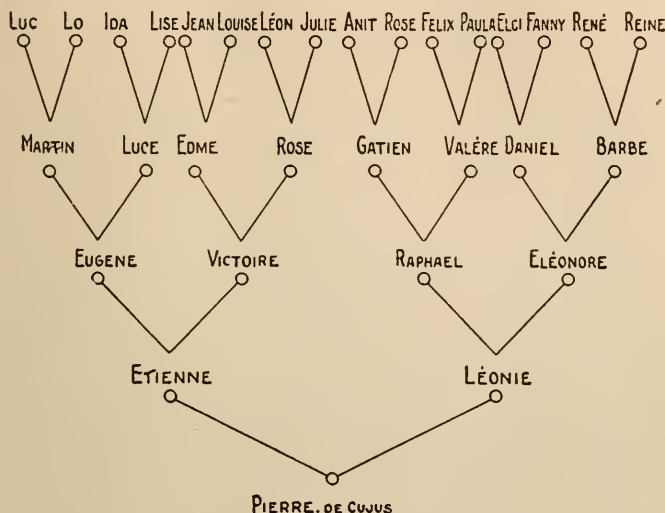 LUC LO IDA LISE JEAN LOUISE LÉON JULIE ANIT ROSE FELIX PAULA ELCI FANNY RENÉ REINE
MARTIN LUCE EDME ROSE GATIEN VALÈRE DANIEL BARBE
EUGENE VICTOIRE RAPHAEL ELÉONORE
ETIENNE LÉONIE
PIERRE. DE CUJUS